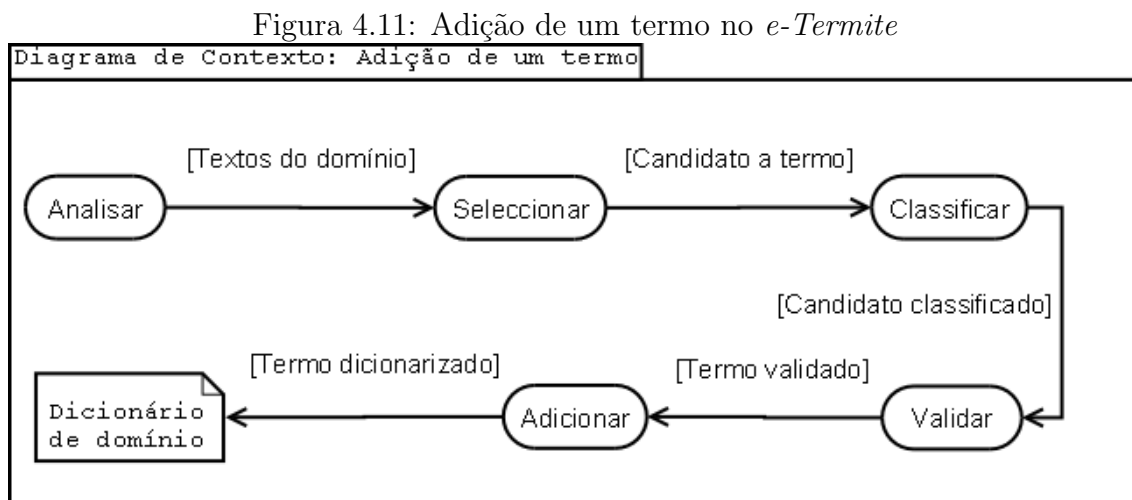 Figura 4.11: Adição de um termo no e-Termite
Diagrama de Contexto: Adição de um termo
[Textos do domínio]
[Candidato a termo]
Analisar
Seleccionar
Classificar
[Candidato classificado]
[Termo dicionarizado]
[Termo validado]
Dicionário
de domínio
Adicionar
Validar